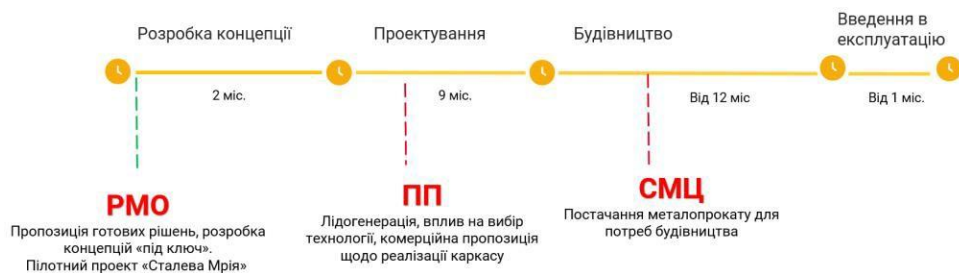 Розробка концепції
Проектування
Будівництво
Введення в
експлуатацію
2 міс.
9 міс.
Від 12 міс
Від 1 міс.
РМО
Пропозиція готових рішень, розробка
концепцій «під ключ».
Пілотний проект «Сталева Мрія»
ПП
Лідогенерація, вплив на вибір
технології, комерційна пропозиція
щодо реалізації каркасу
СМЦ
Постачання металопрокату для
потреб будівництва